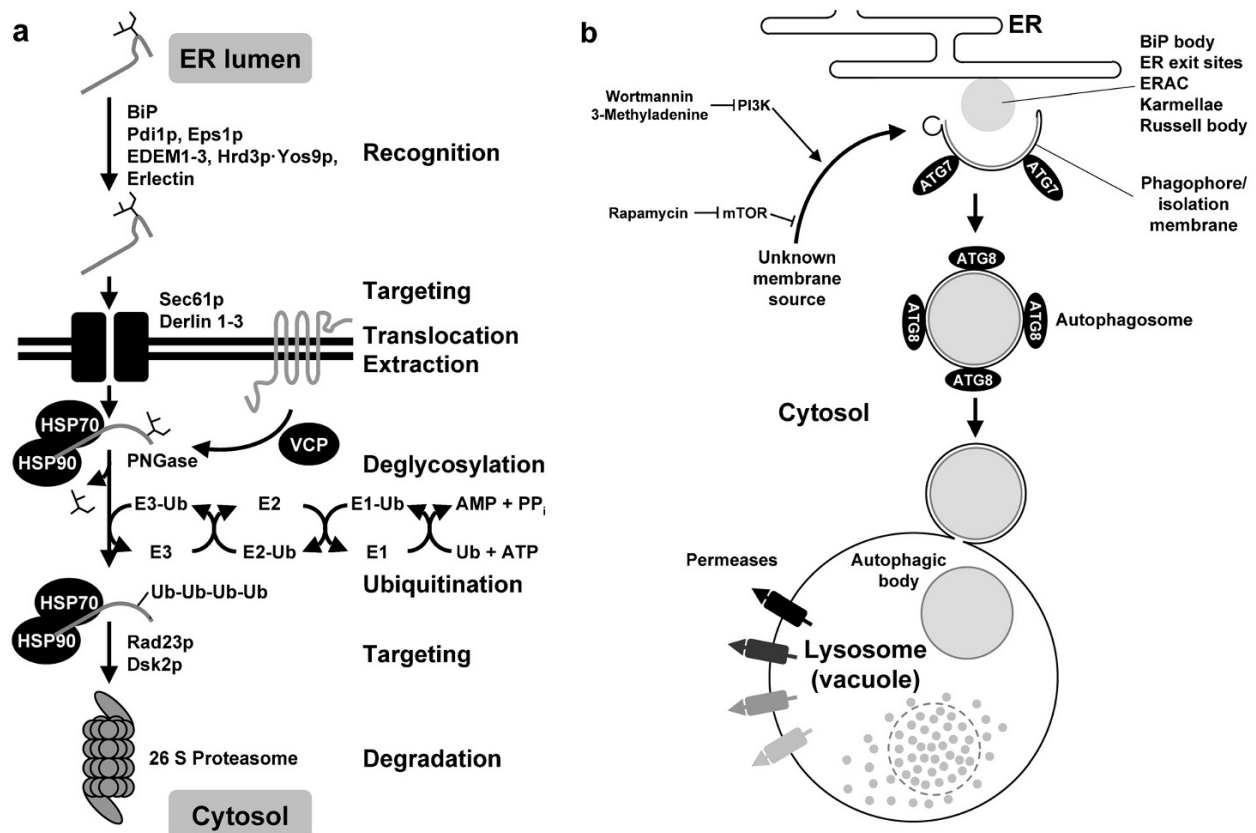 a
ER lumen
BiP
Pdi1p, Eps1p
EDEM1-3, Hrd3p·Yos9p,
Erlectin
Recognition
Sec61p
Derlin 1-3
Targeting
Translocation
Extraction
HSP70
HSP90
PNGase
VCP
Deglycosylation
E3-Ub
E2
E1-Ub
AMP + PPi
E3
E2-Ub
E1
Ub + ATP
Ubiquitination
HSP70
HSP90
Ub-Ub-Ub-Ub
Rad23p
Dsk2p
Targeting
26 S Proteasome
Degradation
Cytosol
b
ER
BiP body
ER exit sites
ERAC
Karmellae
Russell body
Wortmannin
3-Methyladenine
PI3K
ATG7
ATG7
Phagophore/
isolation
membrane
Rapamycin
mTOR
Unknown
membrane
source
ATG8
ATG8
ATG8
ATG8
Autophagosome
Cytosol
Permeases
Autophagic
body
Lysosome
(vacuole)